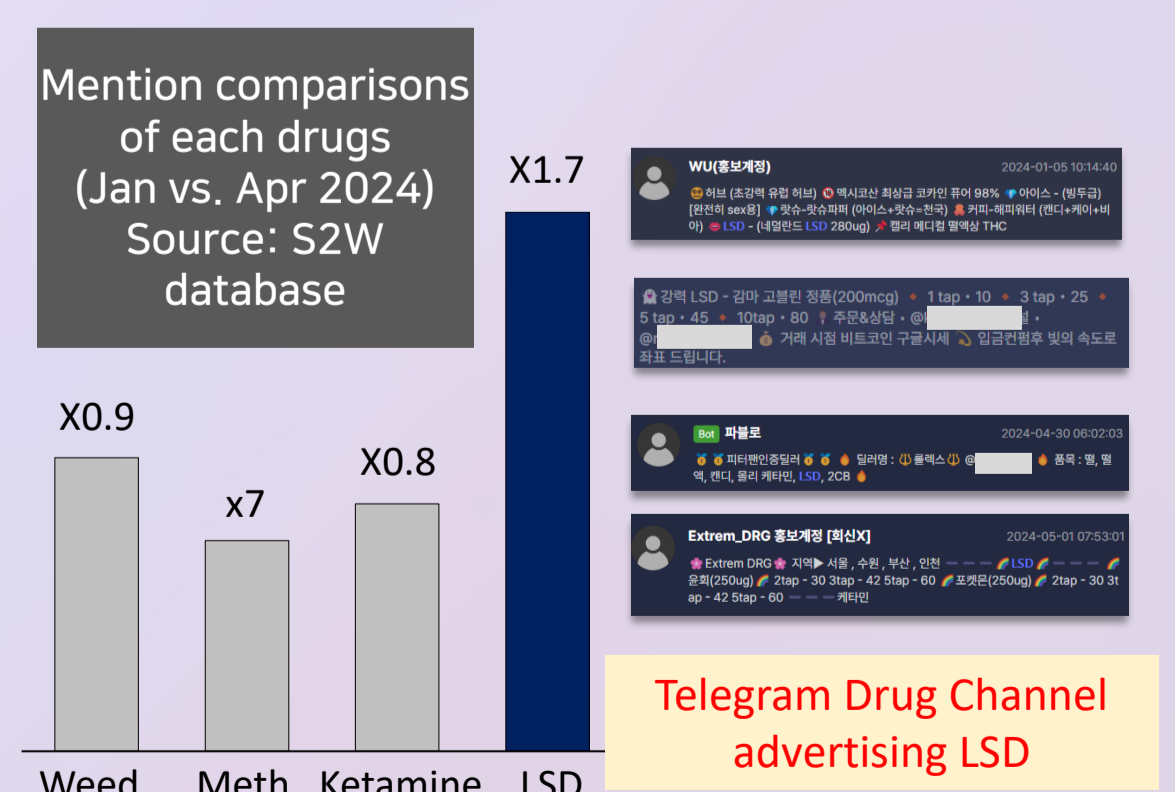 Mention comparisons
of each drugs
(Jan vs. Apr 2024)
Source: S2W
database
X0.9
x7
X0.8
X1.7
Weed
Meth
Ketamine
LSD
WU(홍보계정)
2024-01-05 10:14:40
허브 (초강력 유럽 허브) 🔞 멕시코산 최상급 코카인 퓨어 98% 💎 아이스 - (빙두급)
[완전히 sex용] 💎 랏슈-랏슈파퍼 (아이스+랏슈=천국) 커피-해피워터 (캔디+케이+비
아) 👄 LSD - (네덜란드 LSD 280ug) 📌 캘리 메디컬 떨액상 THC
👻 강력 LSD - 감마 고블린 정품(200mcg) 🔸 1 tap • 10 🔸 3 tap • 25 🔸
5 tap • 45 🔸 10tap • 80 📍 주문&상담 • @ •
@ 💰 거래 시점 비트코인 구글시세 💫 입금컨펌후 빛의 속도로
좌표 드립니다.
Bot 파블로
2024-04-30 06:02:03
🥇 🥇 피터팬인증딜러 🥇 🥇 🔥 딜러명 : 🔱 롤렉스 🔱 @ 🔥 품목 : 떨, 떨
액, 캔디, 몰리 케타민, LSD, 2CB 🔥
Extrem_DRG 홍보계정 [회신X]
2024-05-01 07:53:01
🌸 Extrem DRG 🌸 지역▶ 서울 , 수원 , 부산 , 인천 ➖ ➖ ➖ 🌈 LSD 🌈 ➖ ➖ ➖ 🌈
윤회(250ug) 🌈 2tap - 30 3tap - 42 5tap - 60 🌈 포켓몬(250ug) 🌈 2tap - 30 3t
ap - 42 5tap - 60 ➖ ➖ ➖ 케타민
Telegram Drug Channel
advertising LSD